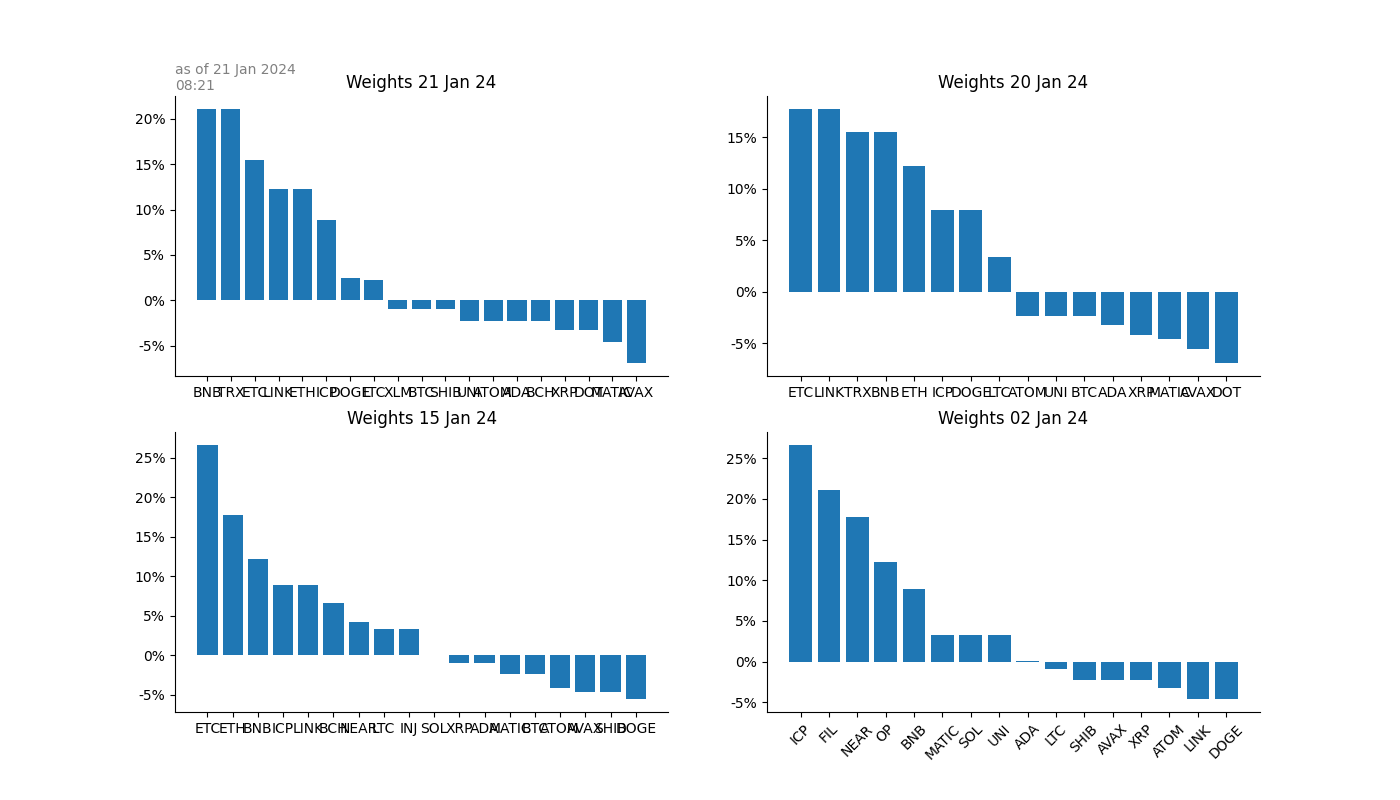 as of 21 Jan 2024
08:21
Weights 21 Jan 24
20%
15%
10%
5%
0%
-5%
BNB TRX ETC LINK ETH ICP DOGE LTC XLM BTC SHIB UNI ATOM ADA BCH XRP DOT MATIC AVAX
Weights 20 Jan 24
15%
10%
5%
0%
-5%
ETC LINK TRX BNB ETH ICP DOGE LTC ATOM UNI BTC ADA XRP MATIC AVAX DOT
Weights 15 Jan 24
25%
20%
15%
10%
5%
0%
-5%
ETC ETH BNB ICP LINK BCH NEAR LTC INJ SOL XRP ADA MATIC BTC ATOM AVAX SHIB DOGE
Weights 02 Jan 24
25%
20%
15%
10%
5%
0%
-5%
ICP FIL NEAR OP BNB MATIC SOL UNI ADA LTC SHIB AVAX XRP ATOM LINK DOGE